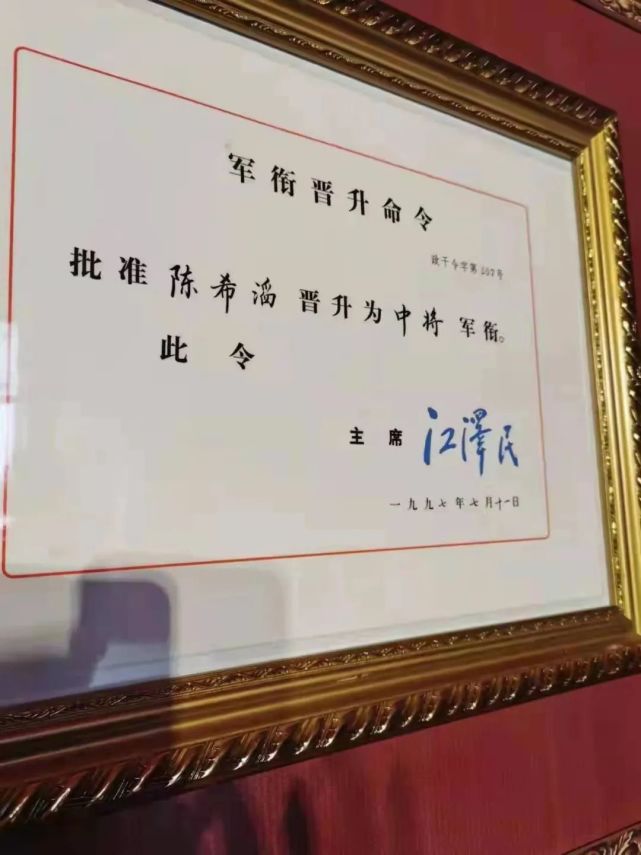 军衔晋升命令
政干令字第107号
批准 陈希滔 晋升为 中将 军衔。
此令
主席 江泽民
一九九七年七月十一日